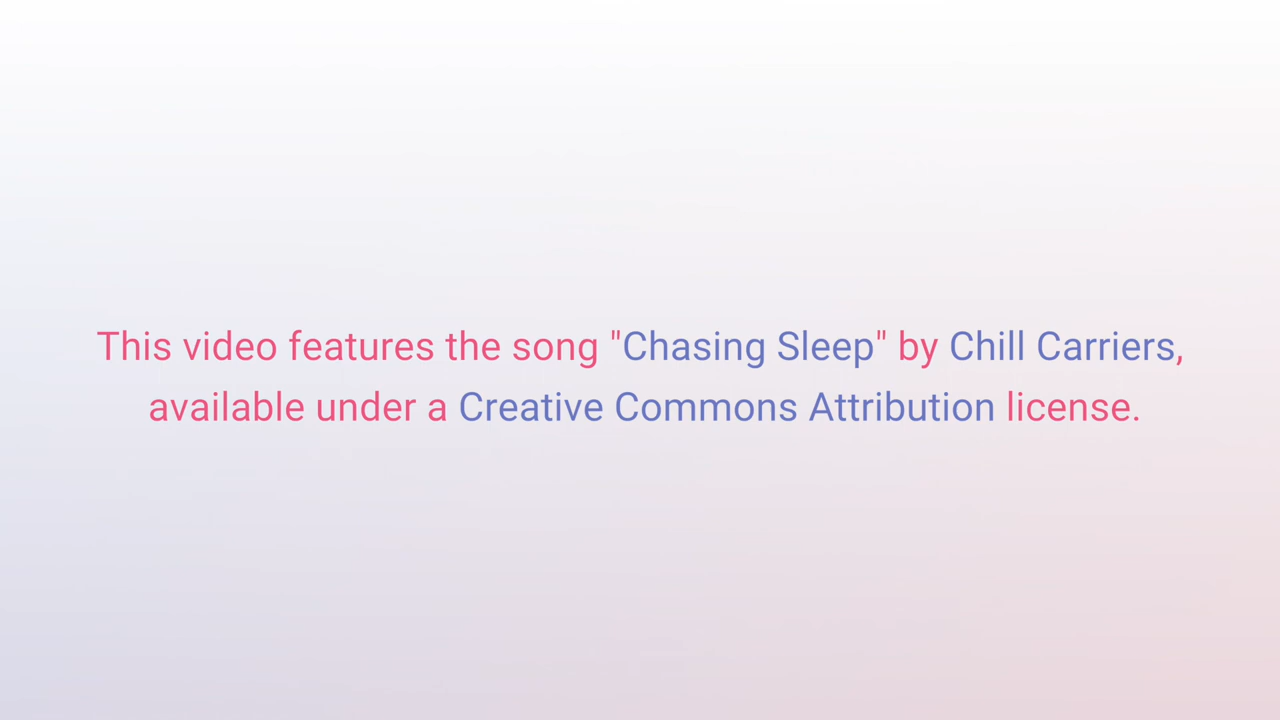 This video features the song "Chasing Sleep" by Chill Carriers,
available under a Creative Commons Attribution license.